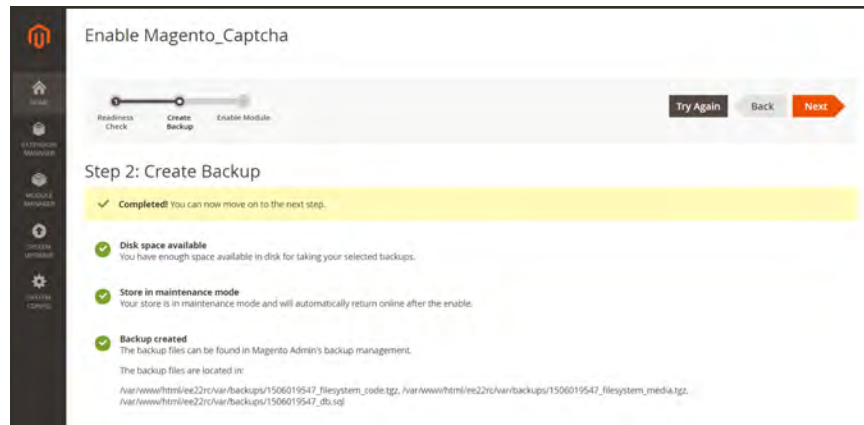 Enable Magento_Captcha
HOME
Readiness
Check
Create
Backup
Enable Module
Try Again
Back
Next
EXTENSION
MANAGER
MODULE
MANAGER
SYSTEM
UPGRADE
SYSTEM
CONFIG
Step 2: Create Backup
Completed! You can now move on to the next step.
Disk space available
You have enough space available in disk for taking your selected backups.
Store in maintenance mode
Your store is in maintenance mode and will automatically return online after the enable.
Backup created
The backup files can be found in Magento Admin's backup management.
The backup files are located in:
/var/www/html/ee22rc/var/backups/1506019547_filesystem_code.tgz, /var/www/html/ee22rc/var/backups/1506019547_filesystem_media.tgz,
/var/www/html/ee22rc/var/backups/1506019547_db.sql